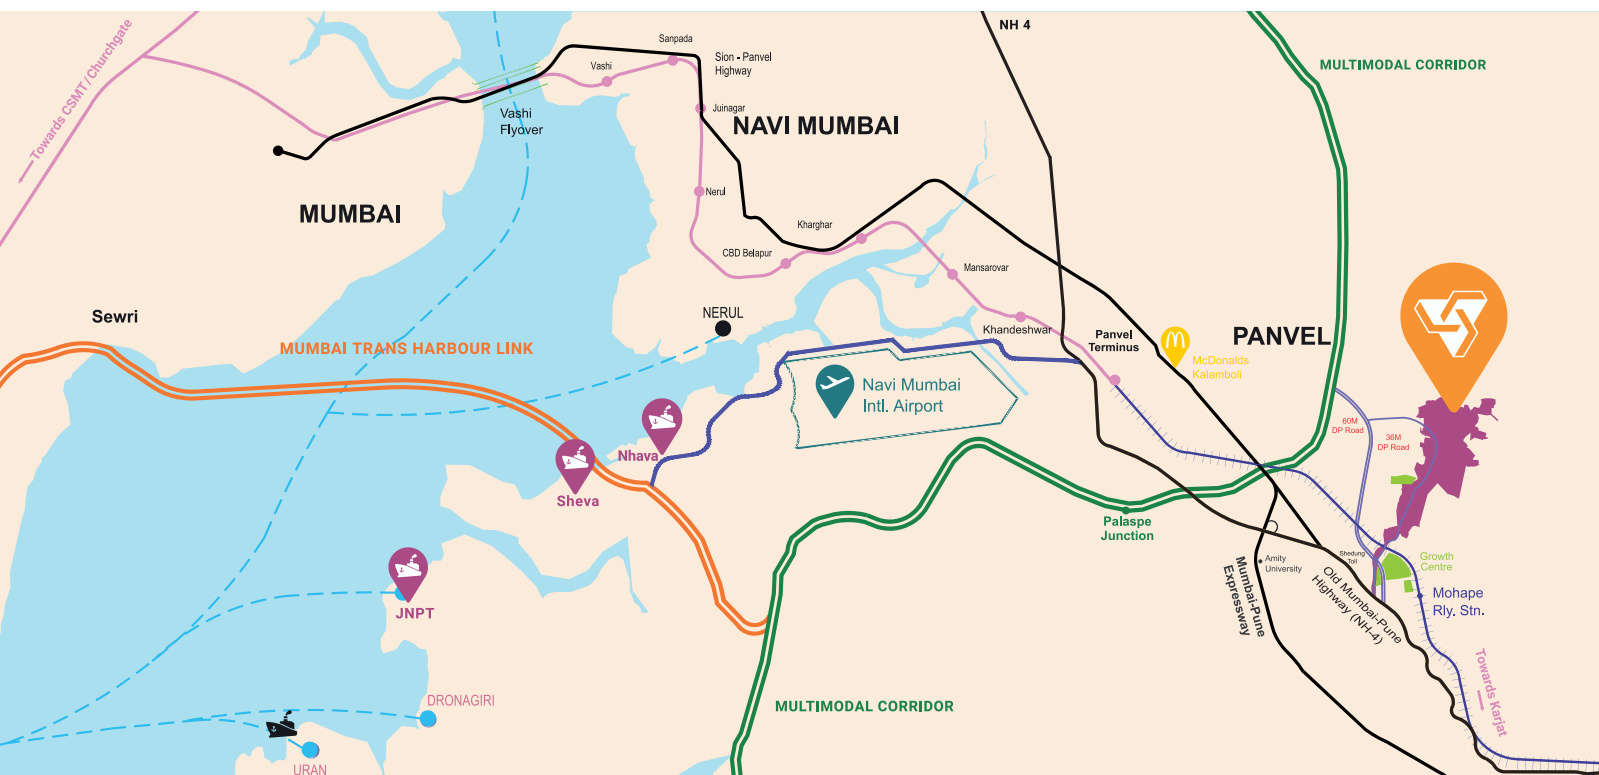 NH 4
MULTIMODAL CORRIDOR
Towards CSMT/Churchgate
Sanpada
Sion - Panvel
Highway
Vashi
Juinagar
Vashi
Flyover
NAVI MUMBAI
MUMBAI
Nerul
Kharghar
CBD Belapur
Mansarovar
Sewri
NERUL
Khandeshwar
Panvel
Terminus
PANVEL
MUMBAI TRANS HARBOUR LINK
McDonalds
Kalamboli
Navi Mumbai
Intl. Airport
60M
DP Road
36M
DP Road
Nhava
Sheva
Palaspe
Junction
JNPT
Amity
University
Shedung
Toll
Growth
Centre
Mumbai-Pune
Expressway
Old Mumbai-Pune
Highway (NH-4)
Mohape
Rly. Stn.
Towards Karjat
DRONAGIRI
MULTIMODAL CORRIDOR
URAN